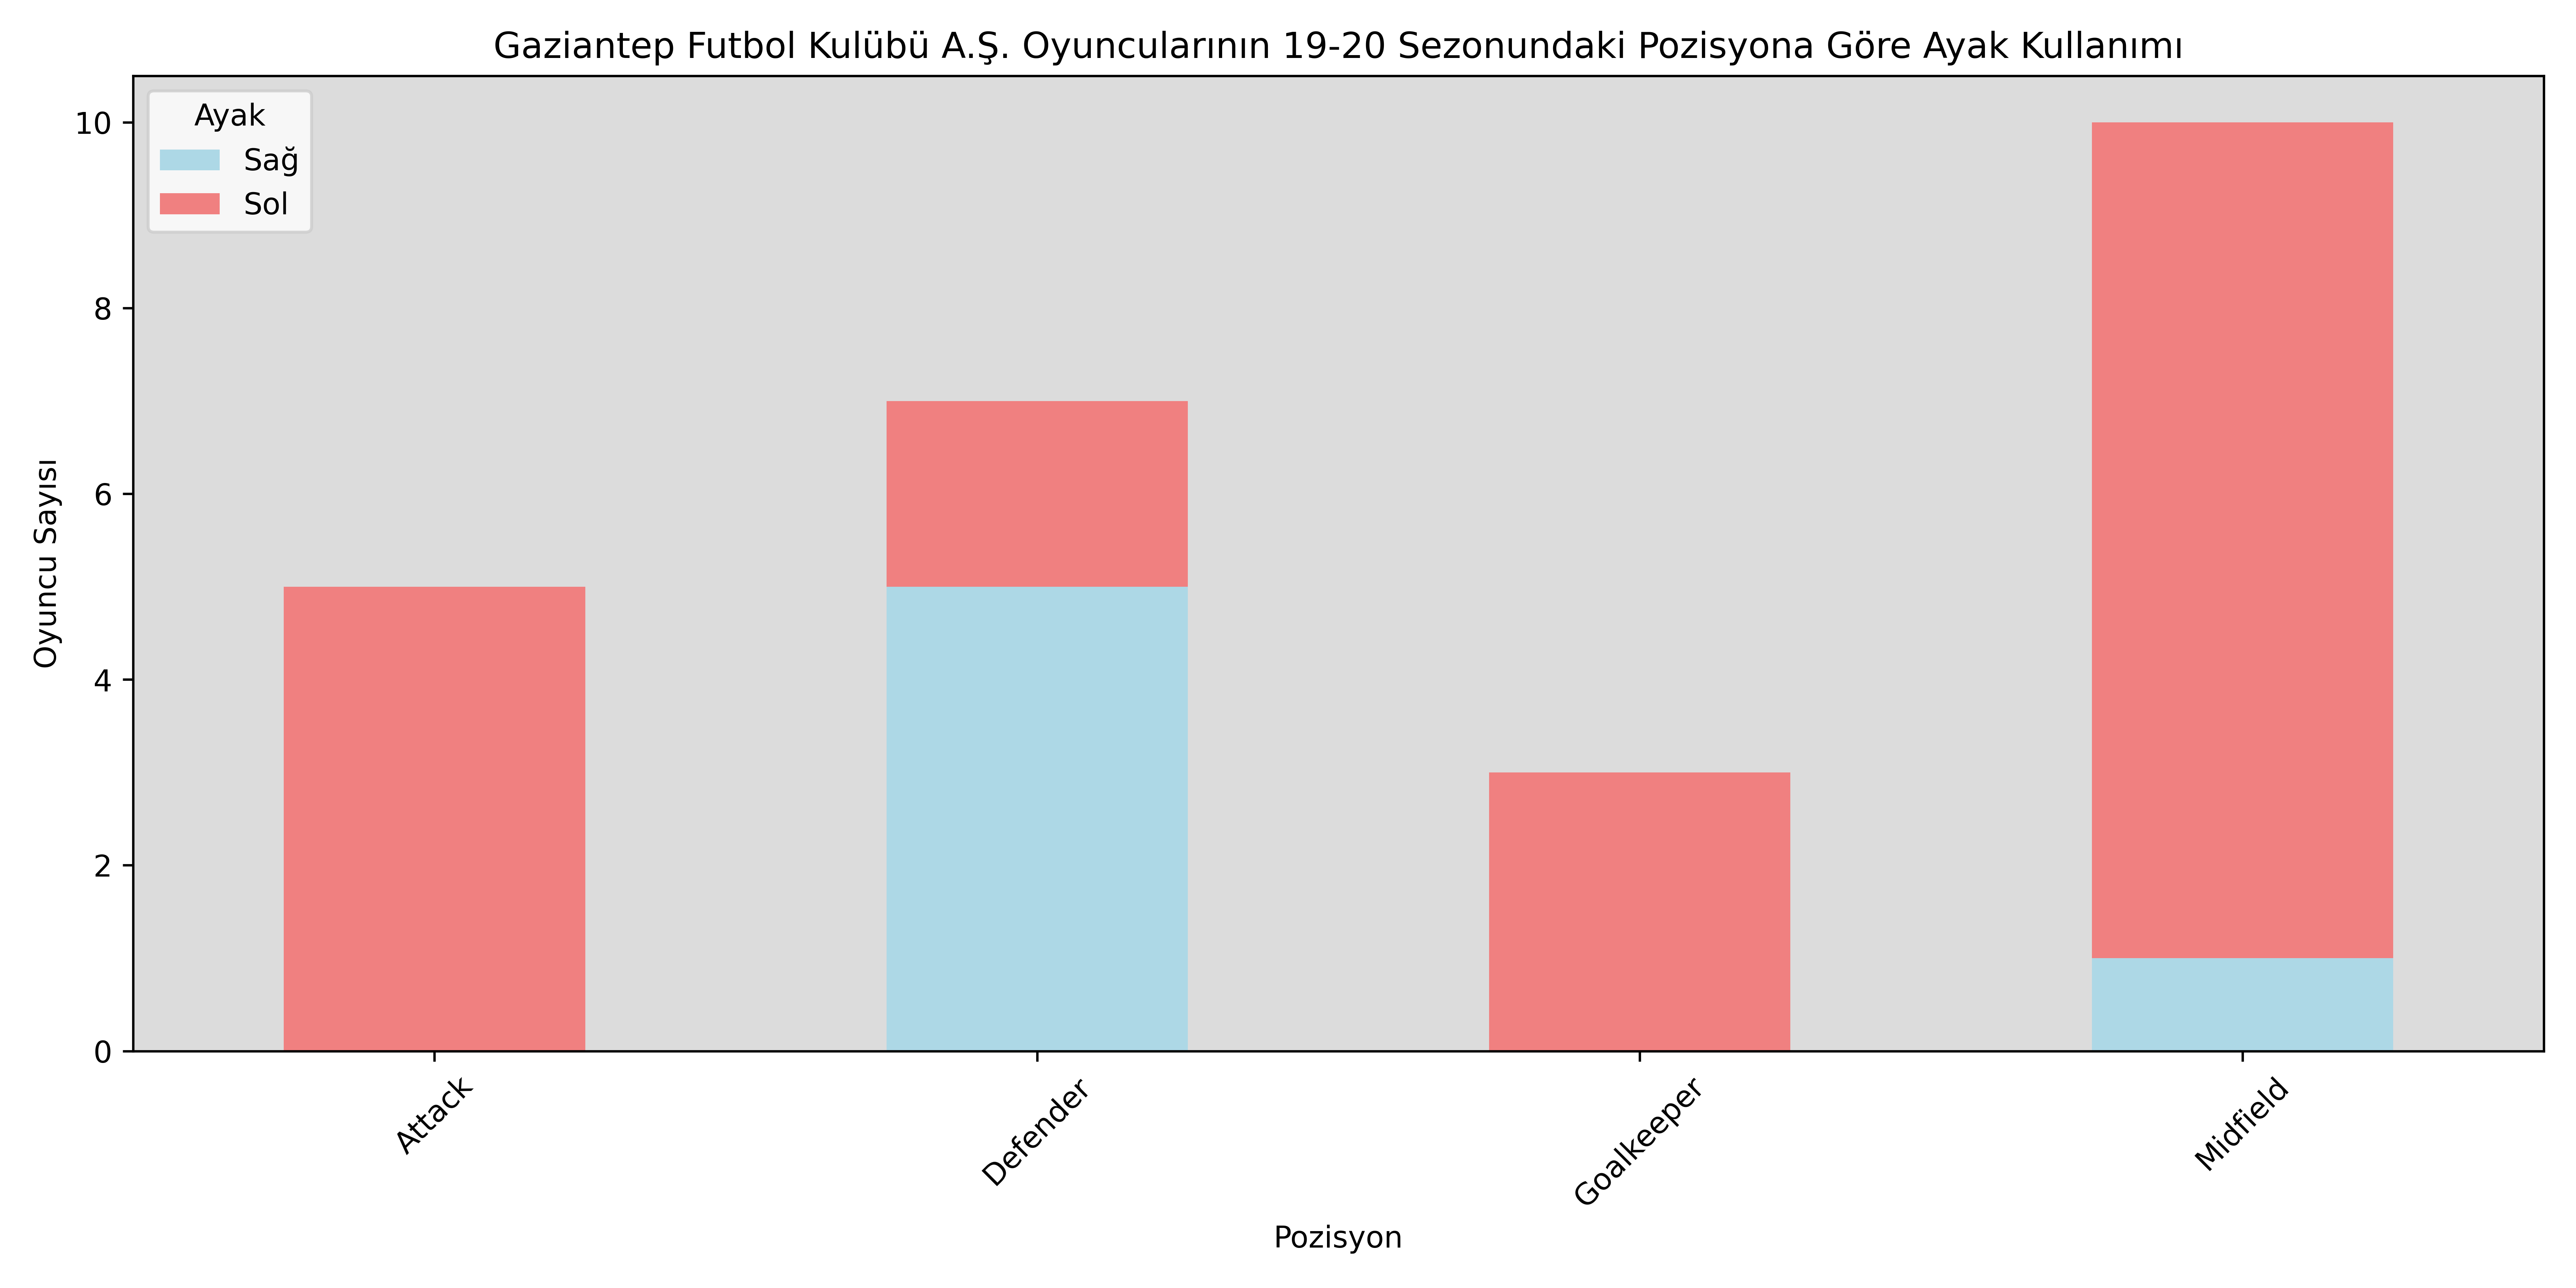 Gaziantep Futbol Kulübü A.Ş. Oyuncularının 19-20 Sezonundaki Pozisyona Göre Ayak Kullanımı
Ayak
Sağ
Sol
Oyuncu Sayısı
10
8
6
4
2
0
Attack
Defender
Goalkeeper
Midfield
Pozisyon